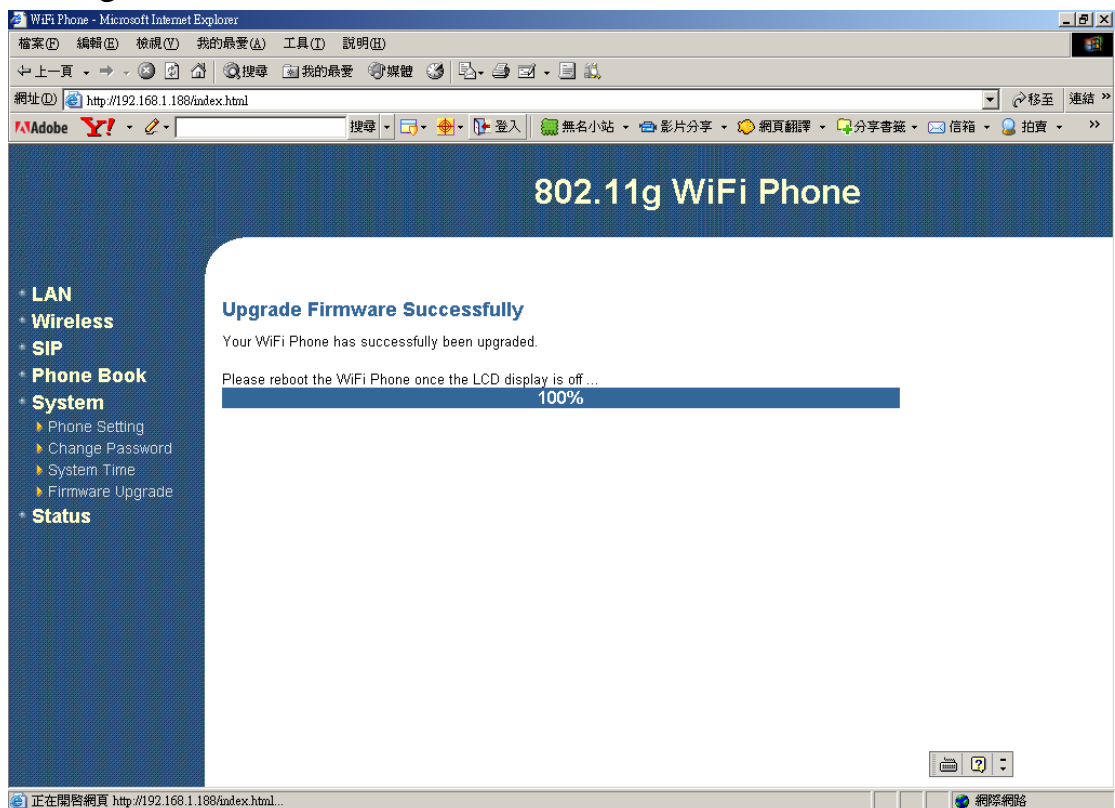 WiFi Phone - Microsoft Internet Explorer
檔案(F) 編輯(E) 檢視(V) 我的最愛(A) 工具(T) 說明(H)
上一頁 搜尋 我的最愛 媒體
網址(D) http://192.168.1.188/index.html 移至 連結 »
Adobe Y! 搜尋 登入 無名小站 影片分享 網頁翻譯 分享書籤 信箱 拍賣 »
802.11g WiFi Phone
LAN
Wireless
SIP
Phone Book
System
Phone Setting
Change Password
System Time
Firmware Upgrade
Status
Upgrade Firmware Successfully
Your WiFi Phone has successfully been upgraded.
Please reboot the WiFi Phone once the LCD display is off ...
100%
正在開啓網頁 http://192.168.1.188/index.html... 網際網路